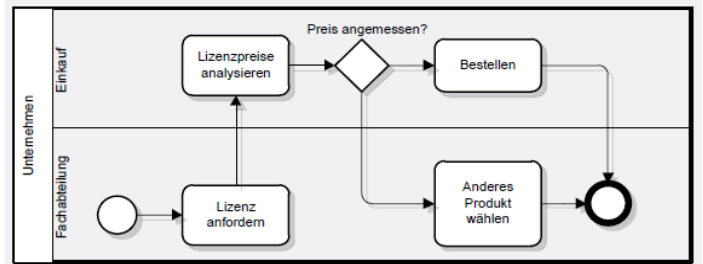 Unternehmen
Einkauf
Lizenzpreise
analysieren
Preis angemessen?
Bestellen
Fachabteilung
Lizenz
anfordern
Anderes
Produkt
wählen